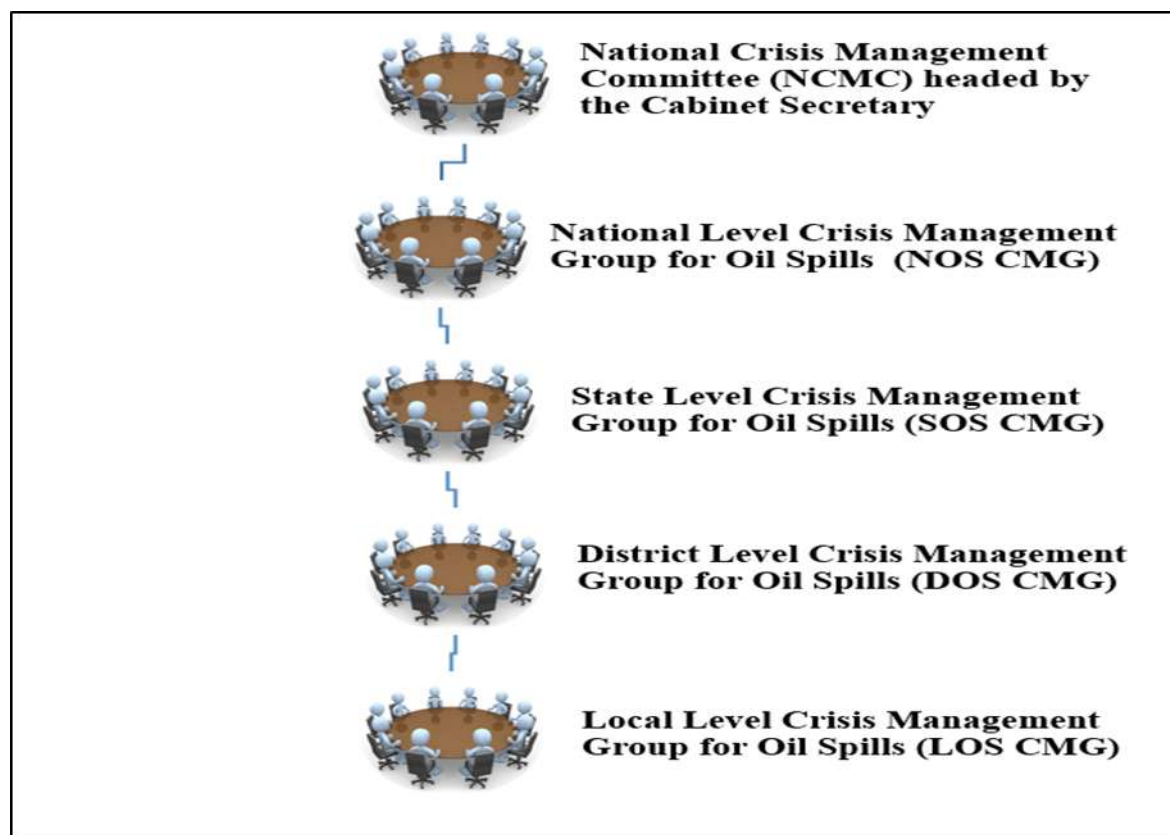 National Crisis Management
Committee (NCMC) headed by
the Cabinet Secretary
National Level Crisis Management
Group for Oil Spills (NOS CMG)
State Level Crisis Management
Group for Oil Spills (SOS CMG)
District Level Crisis Management
Group for Oil Spills (DOS CMG)
Local Level Crisis Management
Group for Oil Spills (LOS CMG)